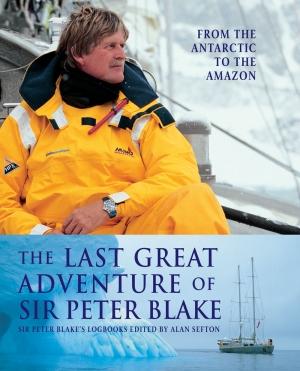 FROM THE
ANTARCTIC
TO THE
AMAZON
THE LAST GREAT
ADVENTURE OF
SIR PETER BLAKE
SIR PETER BLAKE'S LOGBOOKS EDITED BY ALAN SEFTON